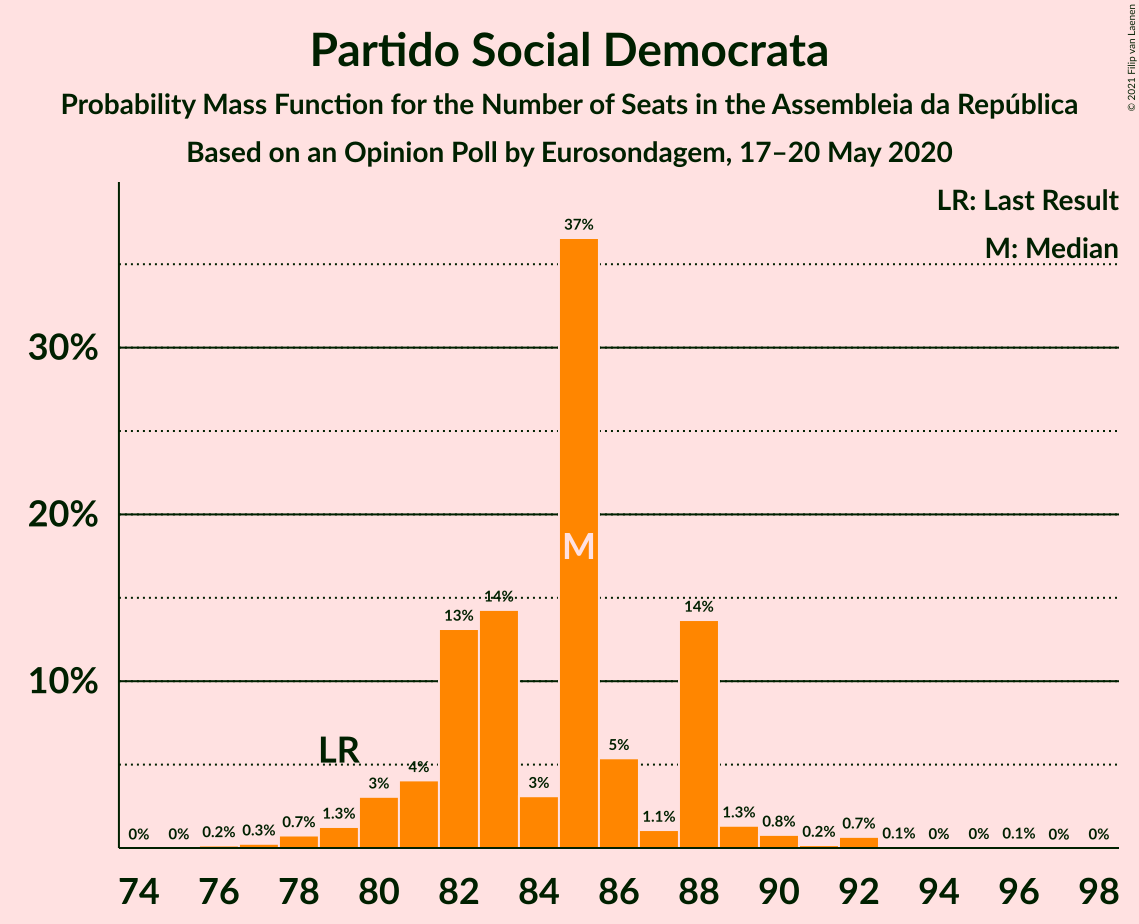 © 2021 Filip van Laenen
Partido Social Democrata
Probability Mass Function for the Number of Seats in the Assembleia da República
Based on an Opinion Poll by Eurosondagem, 17–20 May 2020
LR: Last Result
M: Median
30%
20%
10%
0% 0% 0.2% 0.3% 0.7% 1.3% 3% 4% 13% 14% 3% 37% 5% 1.1% 14% 1.3% 0.8% 0.2% 0.7% 0.1% 0% 0% 0.1% 0% 0%
LR
M
74 76 78 80 82 84 86 88 90 92 94 96 98